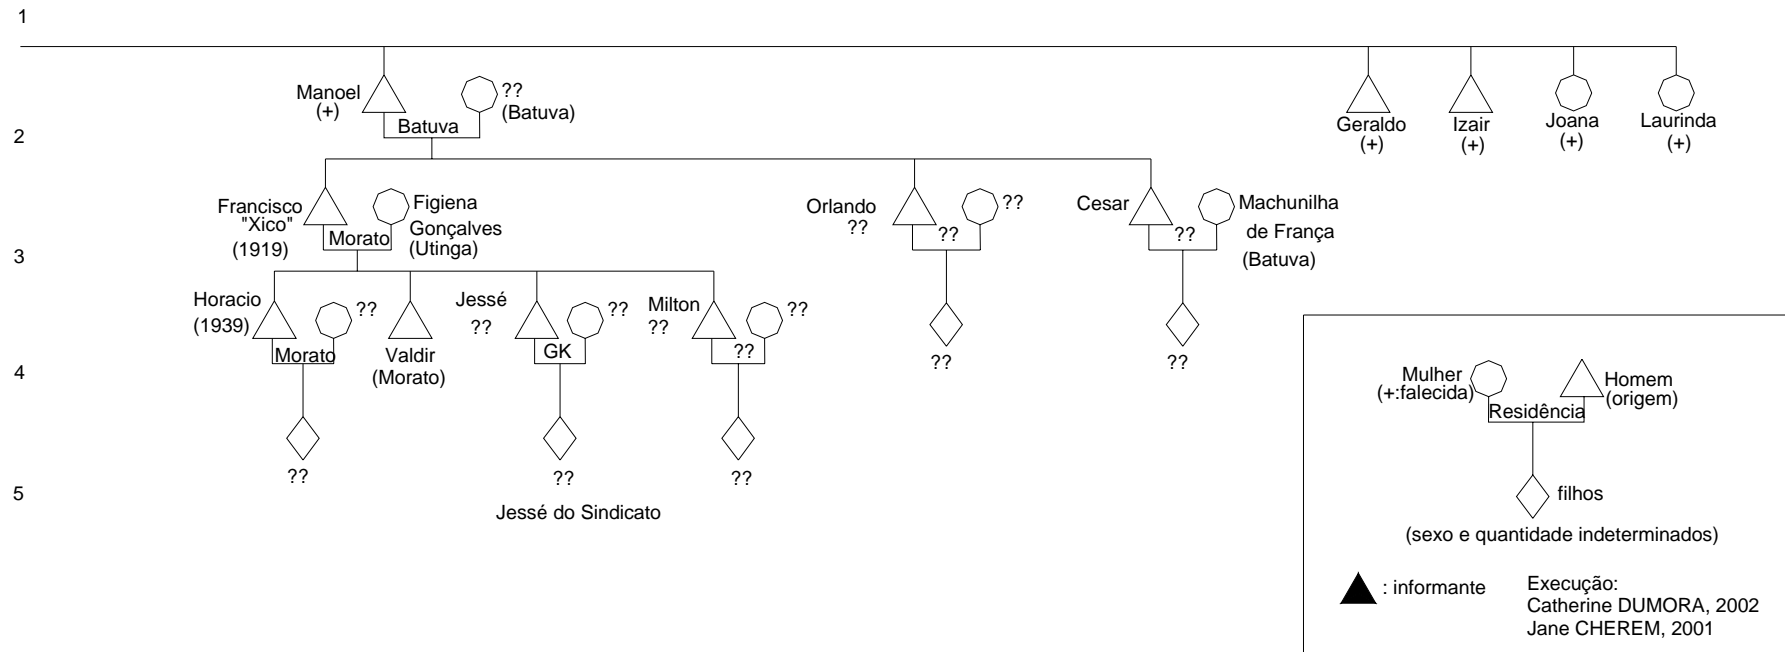 1
Manoel
(+)
??
(Batuva)
Batuva
Geraldo
(+)
Izair
(+)
Joana
(+)
Laurinda
(+)
2
Francisco
"Xico"
(1919)
Morato
Figiena
Gonçalves
(Utinga)
Orlando
??
??
??
Cesar
??
Machunilha
de França
(Batuva)
3
Horacio
(1939)
??
Morato
Valdir
(Morato)
Jessé
??
??
GK
Milton
??
??
??
??
??
4
??
??
??
5
Jessé do Sindicato
Mulher
(+:falecida)
Homem
(origem)
Residência
filhos
(sexo e quantidade indeterminados)
: informante
Execução:
Catherine DUMORA, 2002
Jane CHEREM, 2001